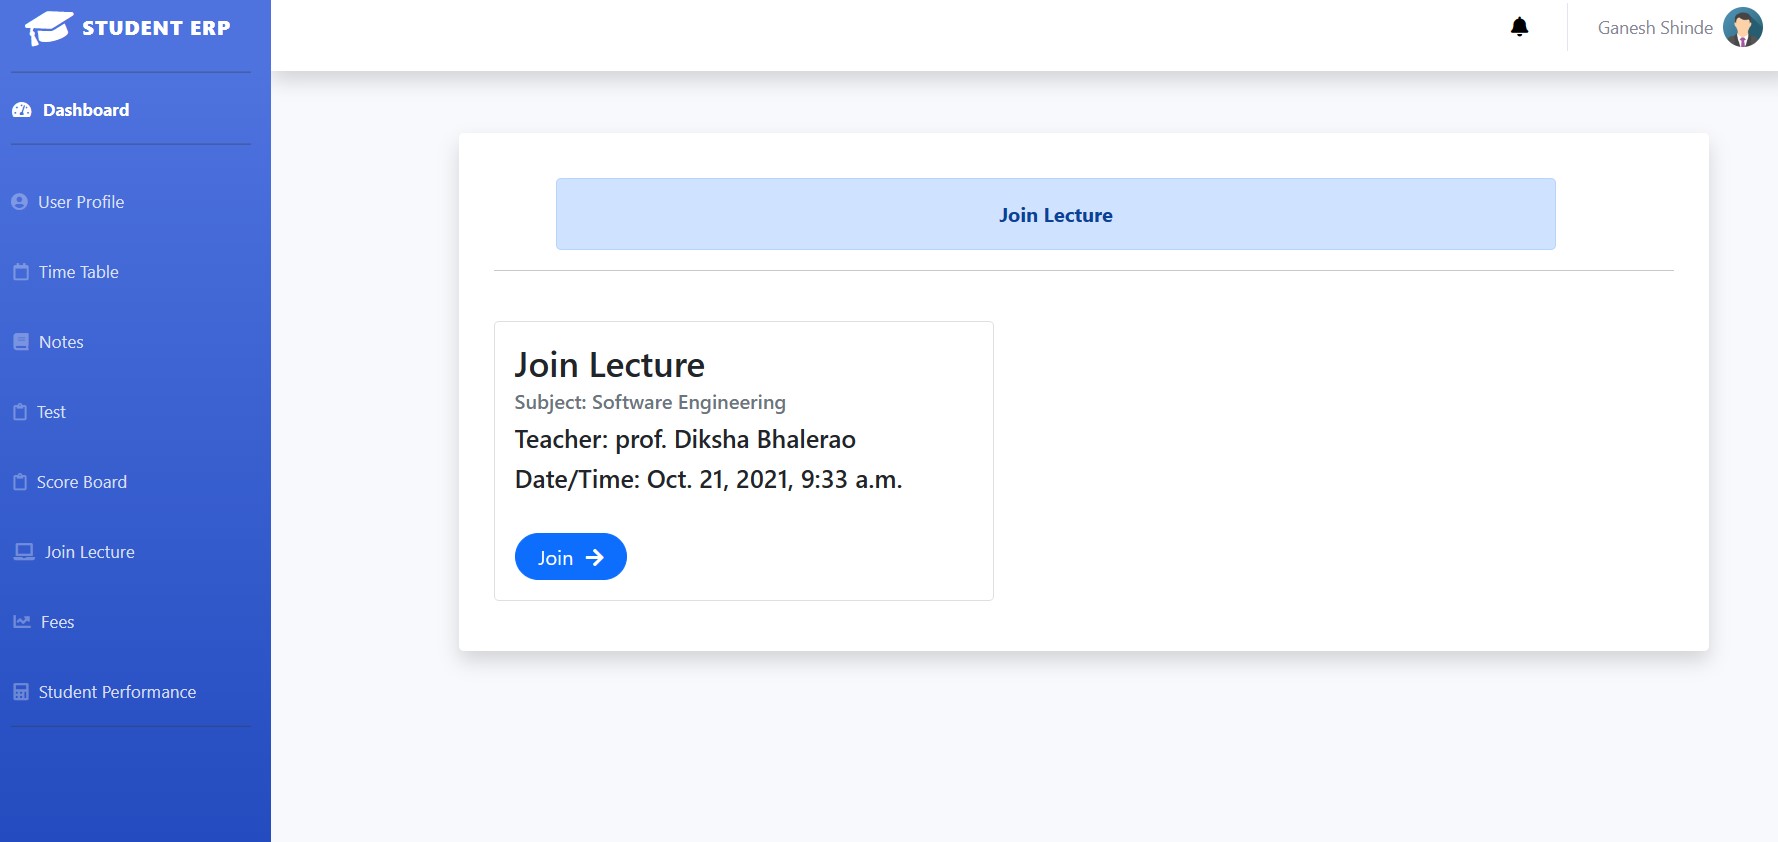 STUDENT ERP
Ganesh Shinde
Dashboard
User Profile
Time Table
Notes
Test
Score Board
Join Lecture
Fees
Student Performance
Join Lecture
Join Lecture
Subject: Software Engineering
Teacher: prof. Diksha Bhalerao
Date/Time: Oct. 21, 2021, 9:33 a.m.
Join